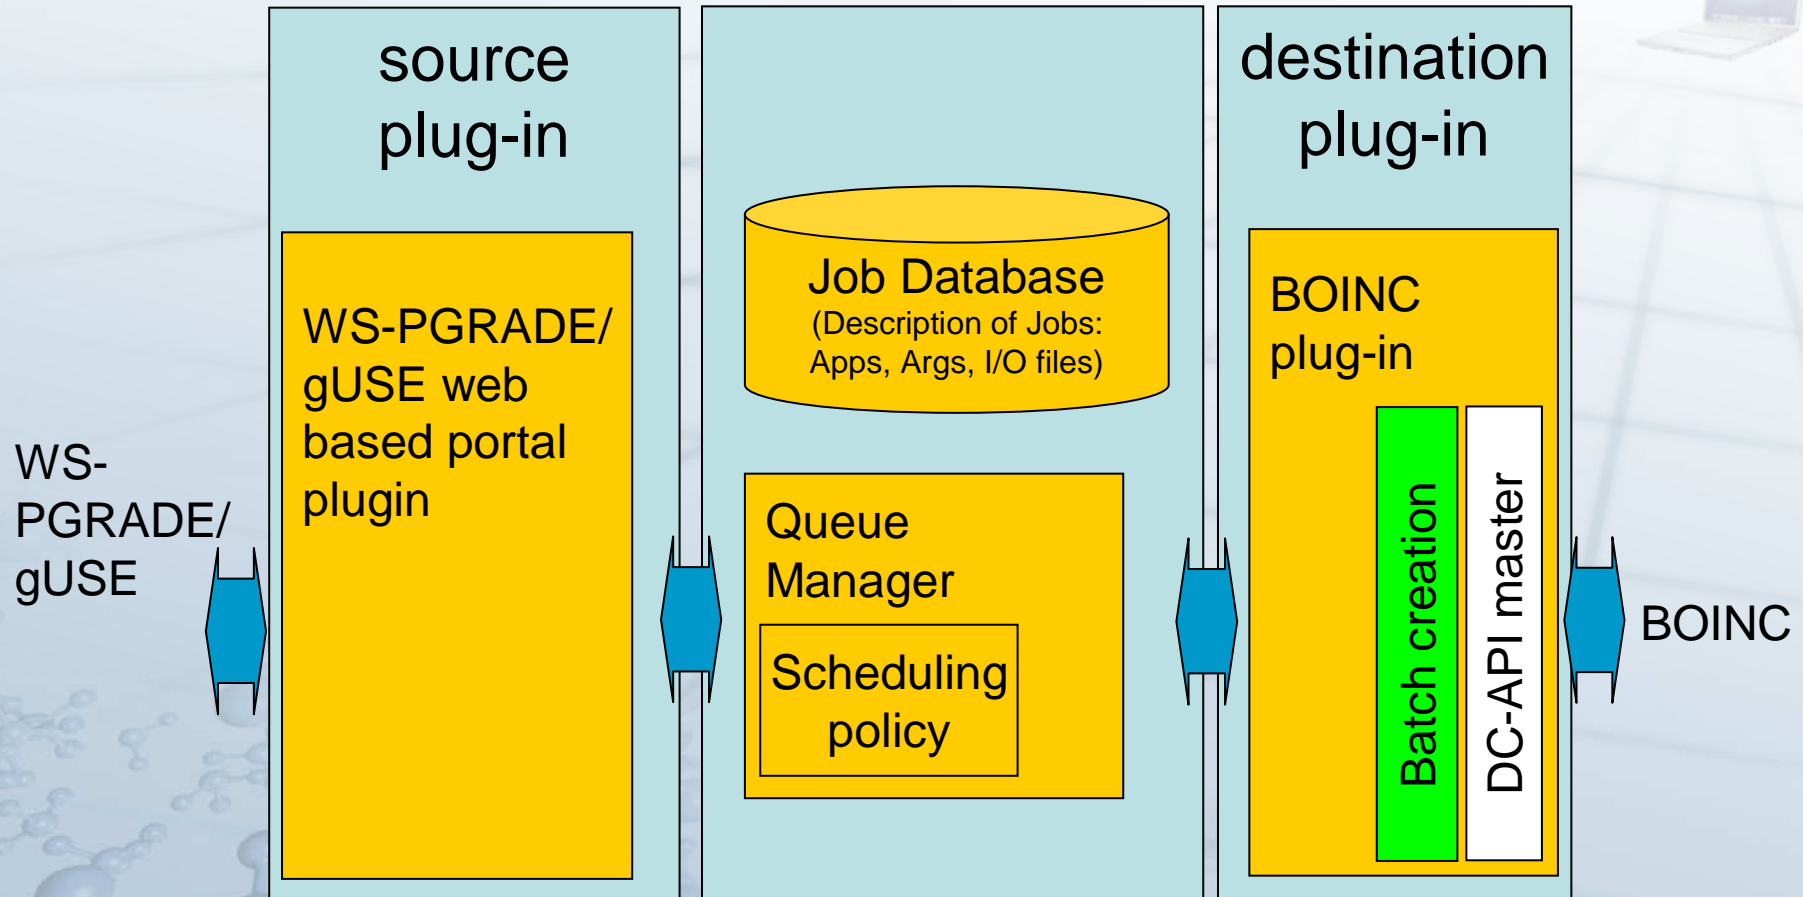 source
plug-in
destination
plug-in
WS-
PGRADE/
gUSE
WS-PGRADE/
gUSE web
based portal
plugin
Job Database
(Description of Jobs:
Apps, Args, I/O files)
Queue
Manager
Scheduling
policy
BOINC
plug-in
Batch creation
DC-API master
BOINC